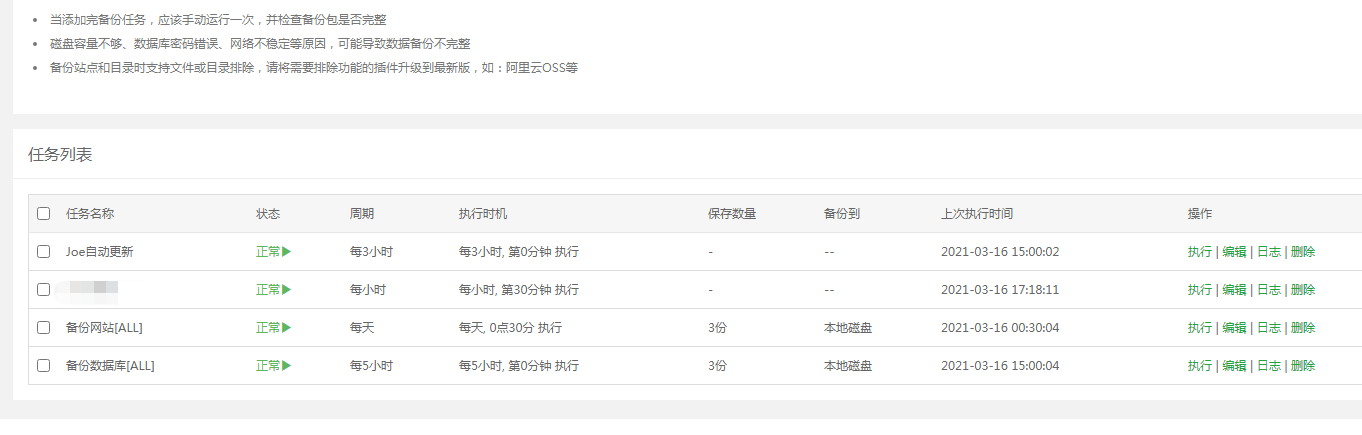 当添加完备份任务，应该手动运行一次，并检查备份包是否完整
磁盘容量不够、数据库密码错误、网络不稳定等原因，可能导致数据备份不完整
备份站点和目录时支持文件或目录排除，请将需要排除功能的插件升级到最新版，如：阿里云OSS等
任务列表
任务名称 状态 周期 执行时机 保存数量 备份到 上次执行时间 操作
Joe自动更新 正常 每3小时 每3小时, 第0分钟 执行 - -- 2021-03-16 15:00:02 执行 | 编辑 | 日志 | 删除
正常 每小时 每小时, 第30分钟 执行 - -- 2021-03-16 17:18:11 执行 | 编辑 | 日志 | 删除
备份网站[ALL] 正常 每天 每天, 0点30分 执行 3份 本地磁盘 2021-03-16 00:30:04 执行 | 编辑 | 日志 | 删除
备份数据库[ALL] 正常 每5小时 每5小时, 第0分钟 执行 3份 本地磁盘 2021-03-16 15:00:04 执行 | 编辑 | 日志 | 删除